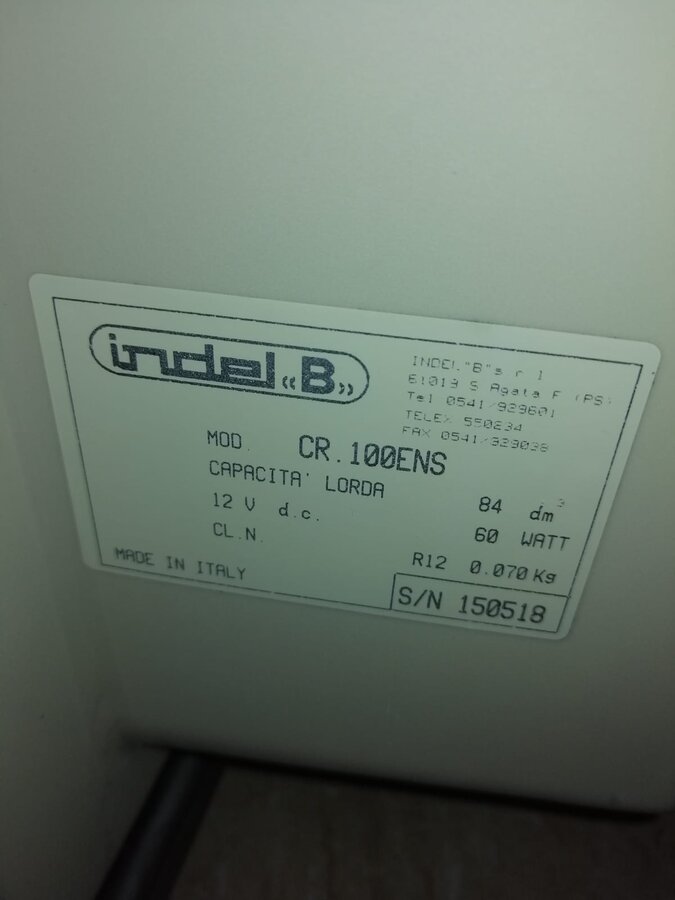 indel «B»
INDEL "B" s r l
61019 S Agata F (PS)
Tel 0541/929601
TELEX 550234
FAX 0541/929038
MOD. CR.100ENS
CAPACITA' LORDA 84 dm³
12 V d.c. 60 WATT
CL.N. R12 0.070 Kg
MADE IN ITALY
S/N 150518